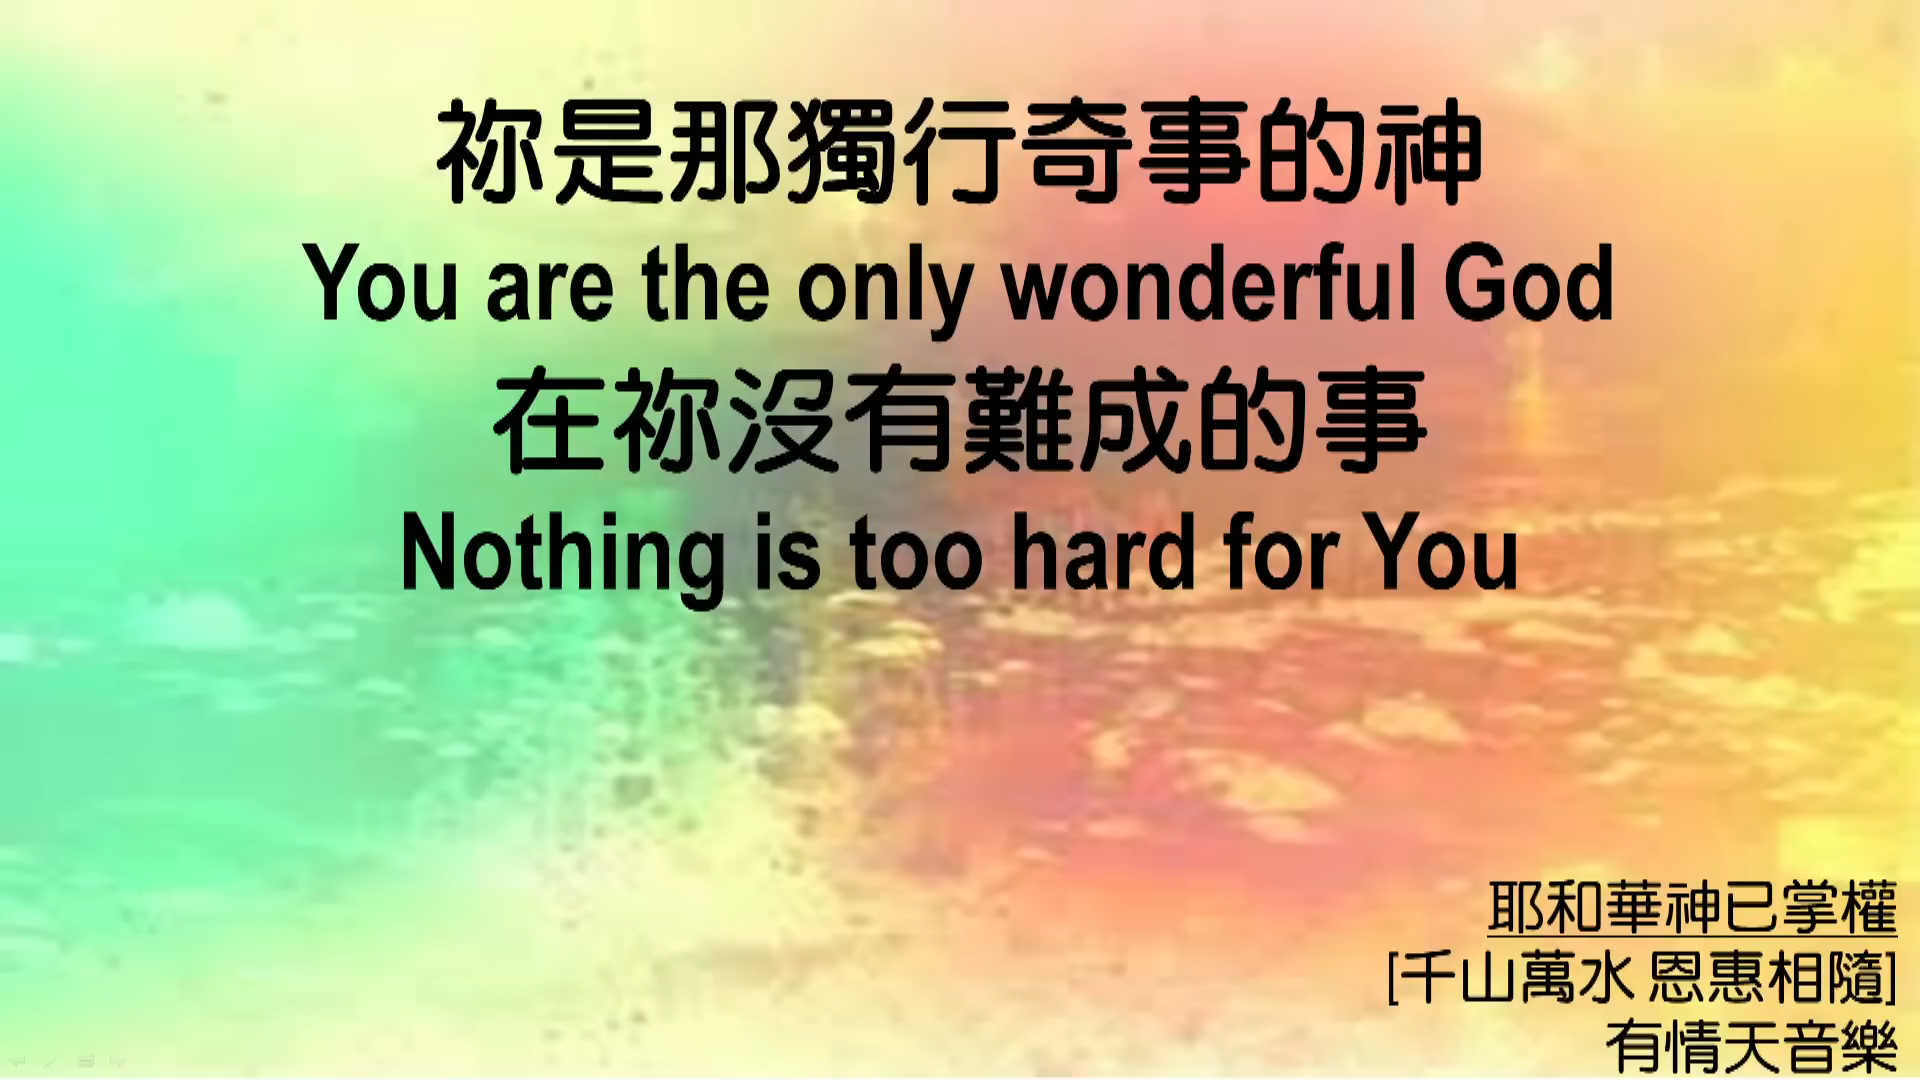 祢是那獨行奇事的神
You are the only wonderful God
在祢沒有難成的事
Nothing is too hard for You
耶和華神已掌權
[千山萬水 恩惠相隨]
有情天音樂